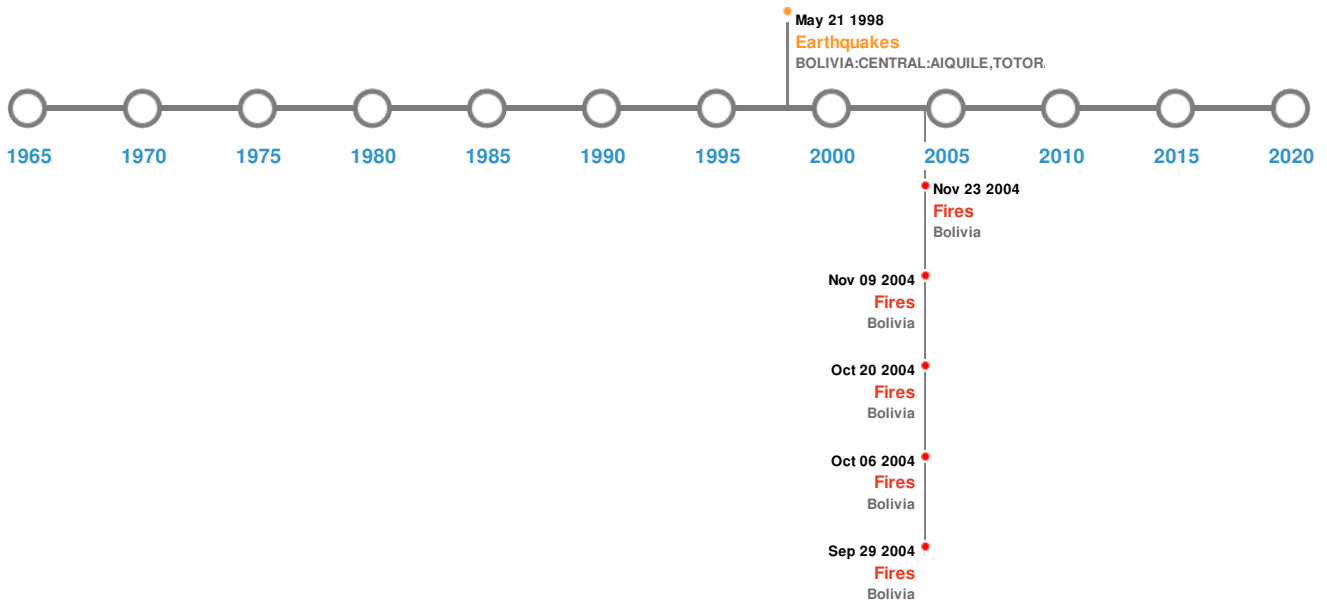 May 21 1998
Earthquakes
BOLIVIA:CENTRAL:AIQUILE,TOTOR
1965 1970 1975 1980 1985 1990 1995 2000 2005 2010 2015 2020
Nov 23 2004
Fires
Bolivia
Nov 09 2004
Fires
Bolivia
Oct 20 2004
Fires
Bolivia
Oct 06 2004
Fires
Bolivia
Sep 29 2004
Fires
Bolivia